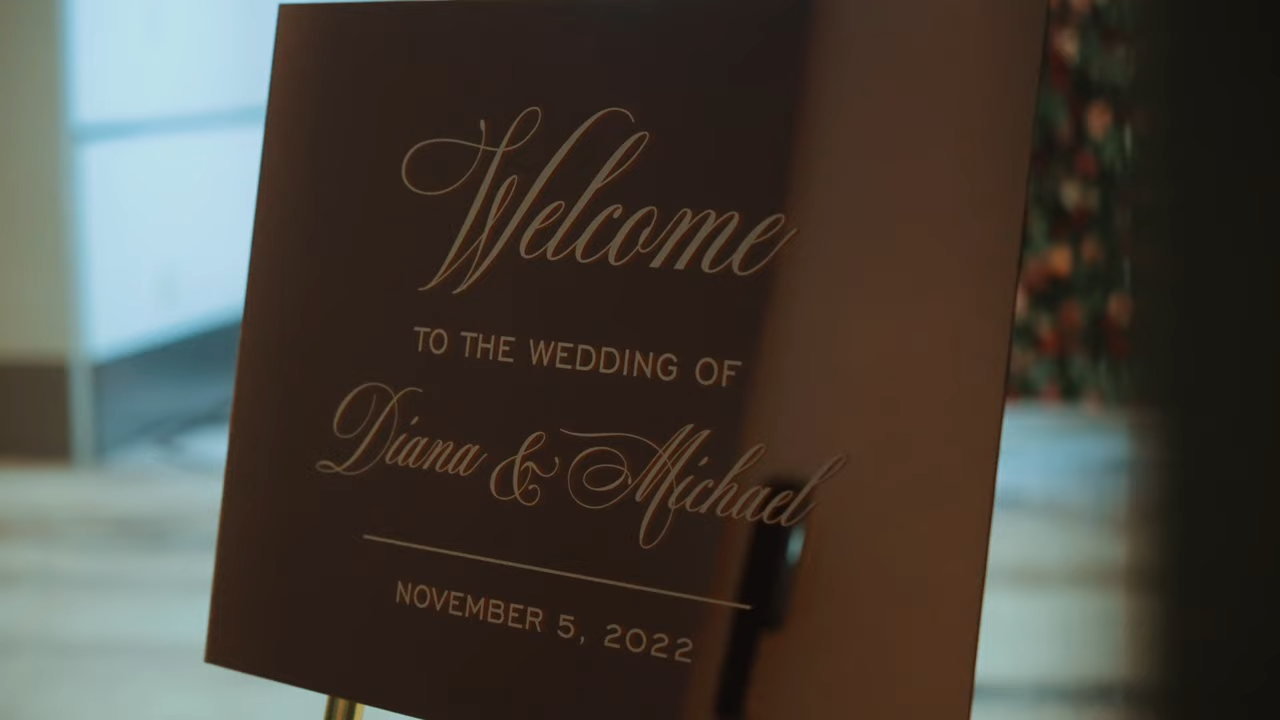 Welcome
TO THE WEDDING OF
Diana & Michael
NOVEMBER 5, 2022